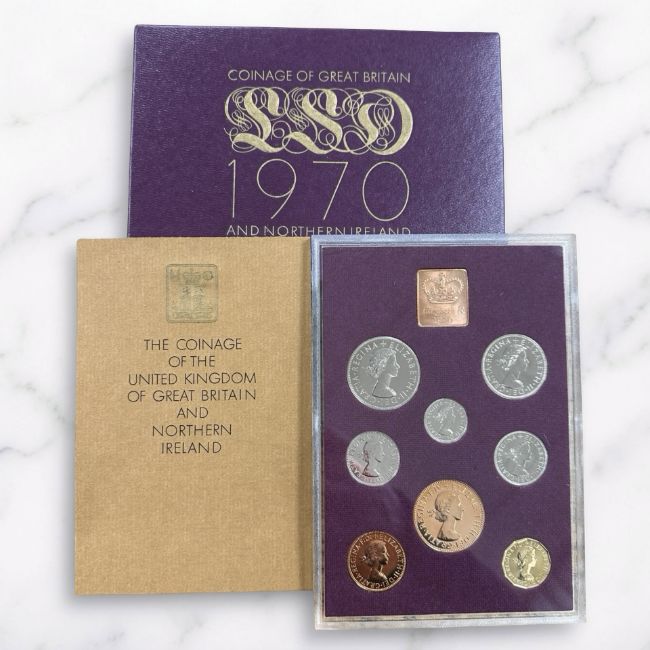 COINAGE OF GREAT BRITAIN
LSD
1970
AND NORTHERN IRELAND
THE COINAGE
OF THE
UNITED KINGDOM
OF GREAT BRITAIN
AND
NORTHERN
IRELAND